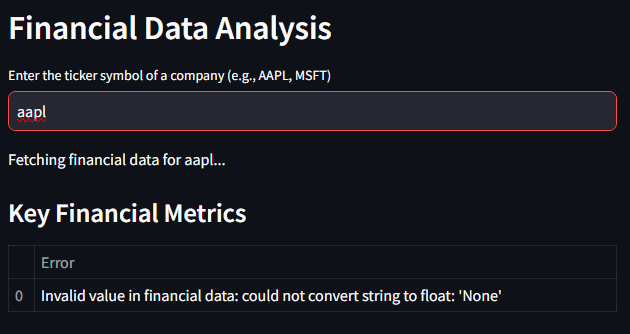 Financial Data Analysis
Enter the ticker symbol of a company (e.g., AAPL, MSFT)
aapl
Fetching financial data for aapl...
Key Financial Metrics
Error
0 Invalid value in financial data: could not convert string to float: 'None'